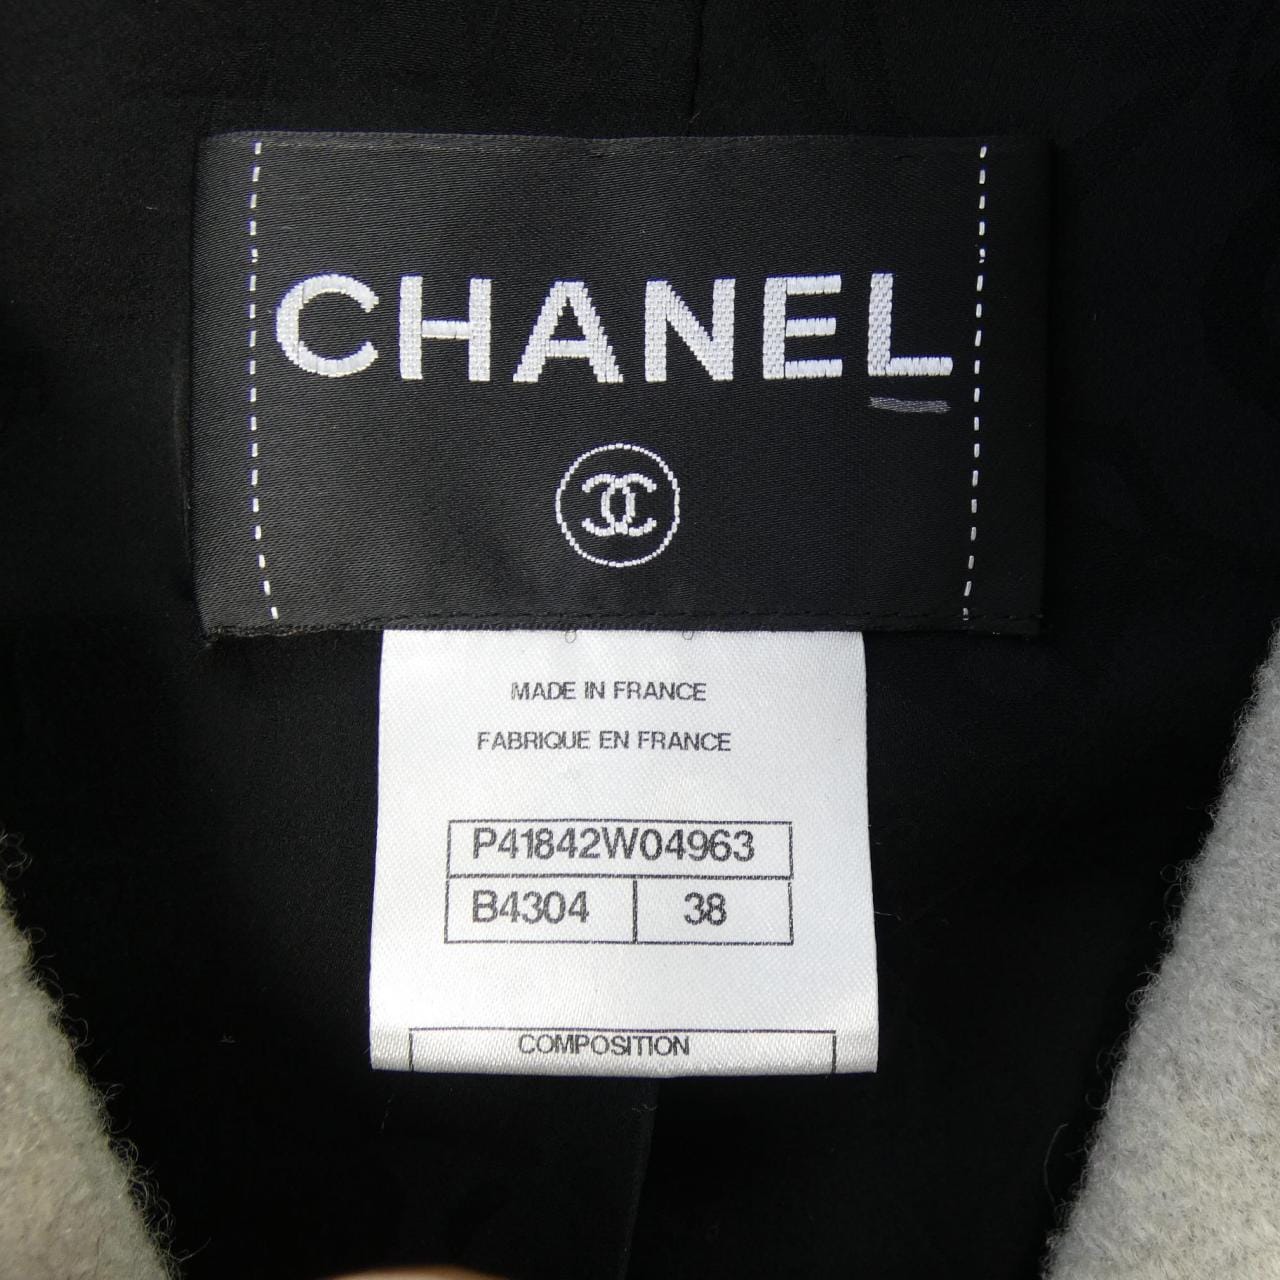 CHANEL
MADE IN FRANCE
FABRIQUE EN FRANCE
P41842W04963
B4304 38
COMPOSITION